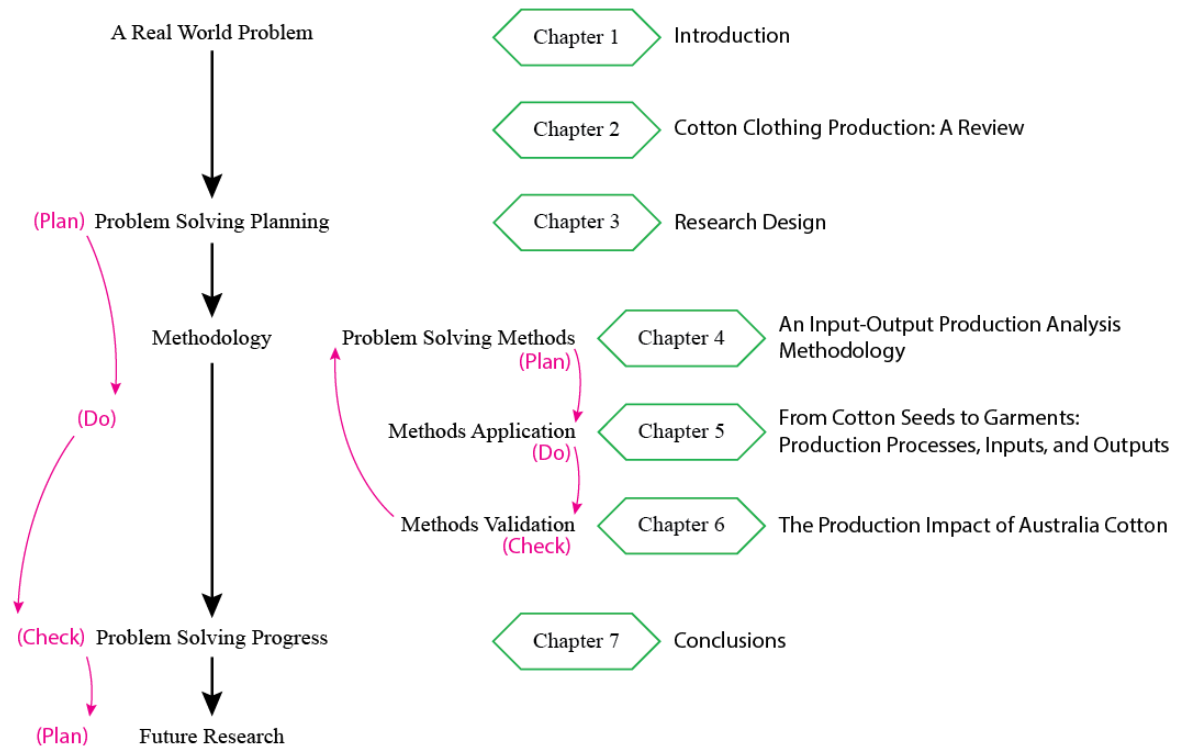 A Real World Problem
Chapter 1
Introduction
Chapter 2
Cotton Clothing Production: A Review
(Plan) Problem Solving Planning
Chapter 3
Research Design
Methodology
Problem Solving Methods
(Plan)
Chapter 4
An Input-Output Production Analysis
Methodology
(Do)
Methods Application
(Do)
Chapter 5
From Cotton Seeds to Garments:
Production Processes, Inputs, and Outputs
Methods Validation
(Check)
Chapter 6
The Production Impact of Australia Cotton
(Check) Problem Solving Progress
Chapter 7
Conclusions
(Plan)
Future Research